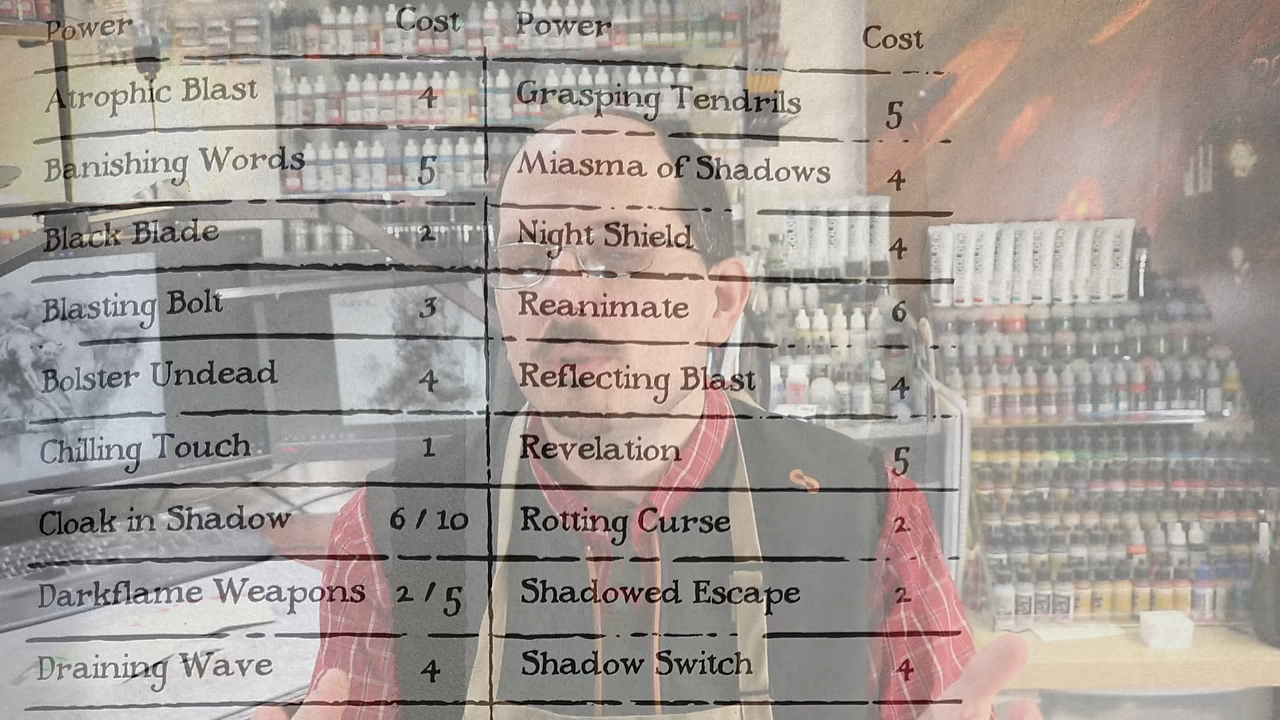 Power Cost Power Cost
Atrophic Blast 4 Grasping Tendrils 5
Banishing Words 5 Miasma of Shadows 4
Black Blade 2 Night Shield 4
Blasting Bolt 3 Reanimate 6
Bolster Undead 4 Reflecting Blast 4
Chilling Touch 1 Revelation 5
Cloak in Shadow 6 / 10 Rotting Curse 2
Darkflame Weapons 2 / 5 Shadowed Escape 2
Draining Wave 4 Shadow Switch 4